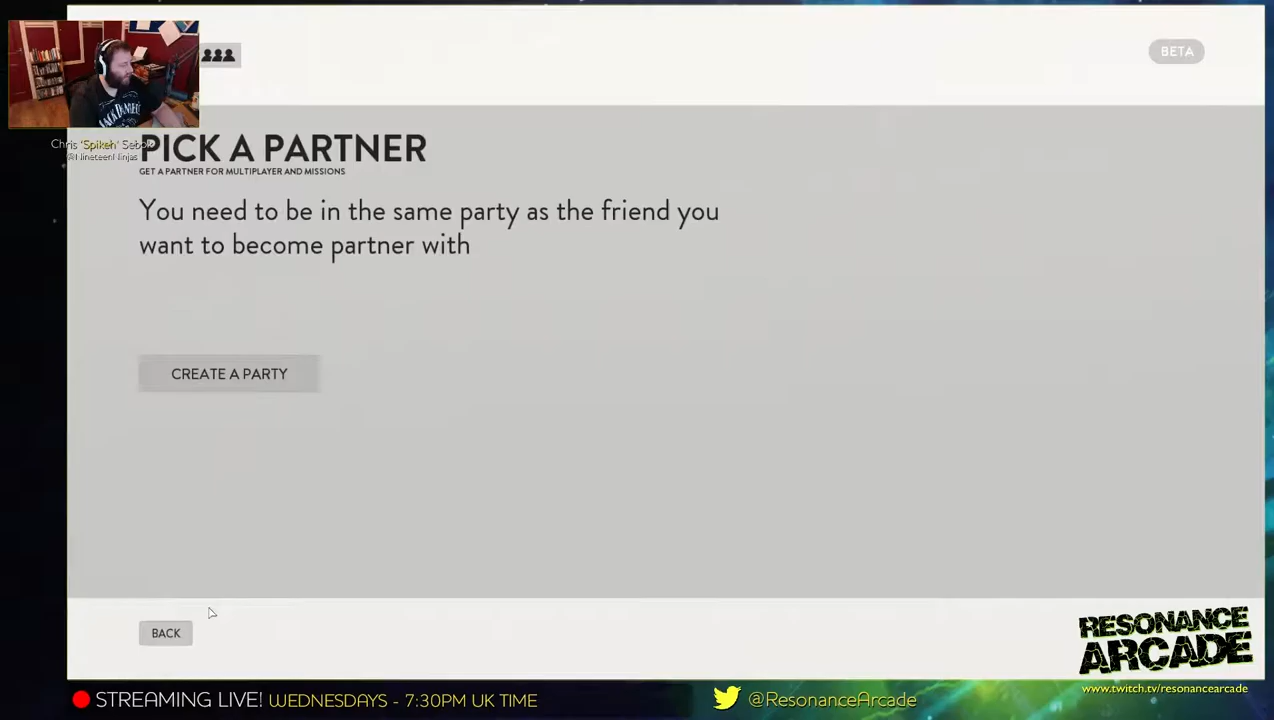 BETA
Chris 'Spikeh' Sebok
@NineteenNinjas
PICK A PARTNER
GET A PARTNER FOR MULTIPLAYER AND MISSIONS
You need to be in the same party as the friend you
want to become partner with
CREATE A PARTY
BACK
RESONANCE
ARCADE
www.twitch.tv/resonancearcade
STREAMING LIVE! WEDNESDAYS - 7:30PM UK TIME
@ResonanceArcade